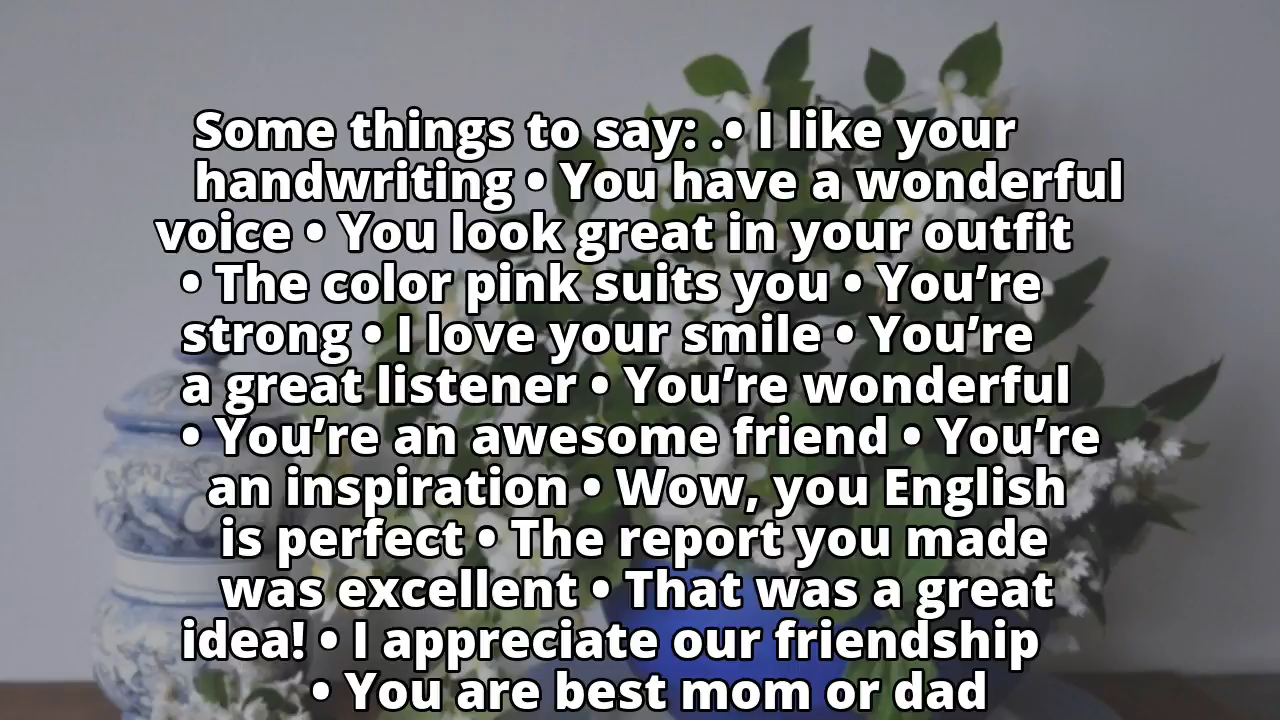 Some things to say: .• I like your
handwriting • You have a wonderful
voice • You look great in your outfit
• The color pink suits you • You’re
strong • I love your smile • You’re
a great listener • You’re wonderful
• You’re an awesome friend • You’re
an inspiration • Wow, you English
is perfect • The report you made
was excellent • That was a great
idea! • I appreciate our friendship
• You are best mom or dad